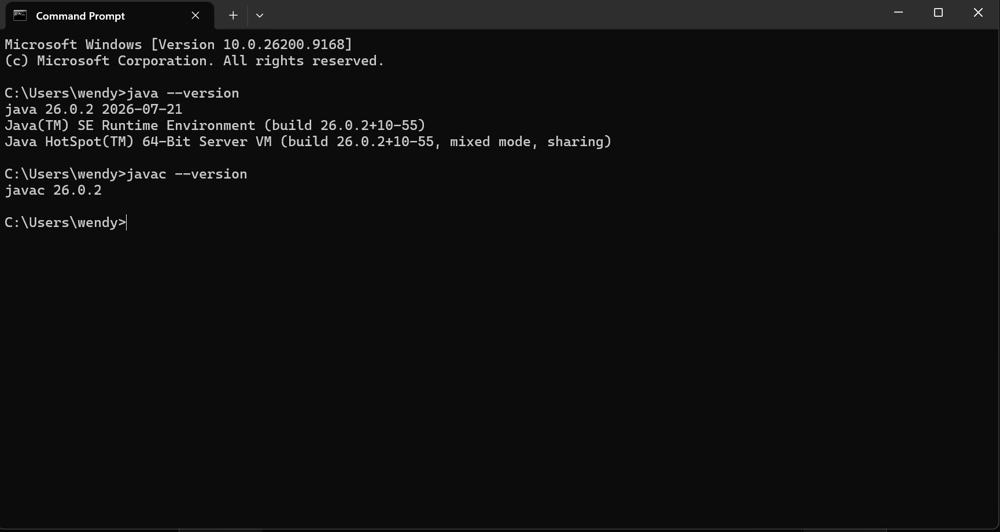 Command Prompt
Microsoft Windows [Version 10.0.26200.9168]
(c) Microsoft Corporation. All rights reserved.
C:\Users\wendy>java --version
java 26.0.2 2026-07-21
Java(TM) SE Runtime Environment (build 26.0.2+10-55)
Java HotSpot(TM) 64-Bit Server VM (build 26.0.2+10-55, mixed mode, sharing)
C:\Users\wendy>javac --version
javac 26.0.2
C:\Users\wendy>